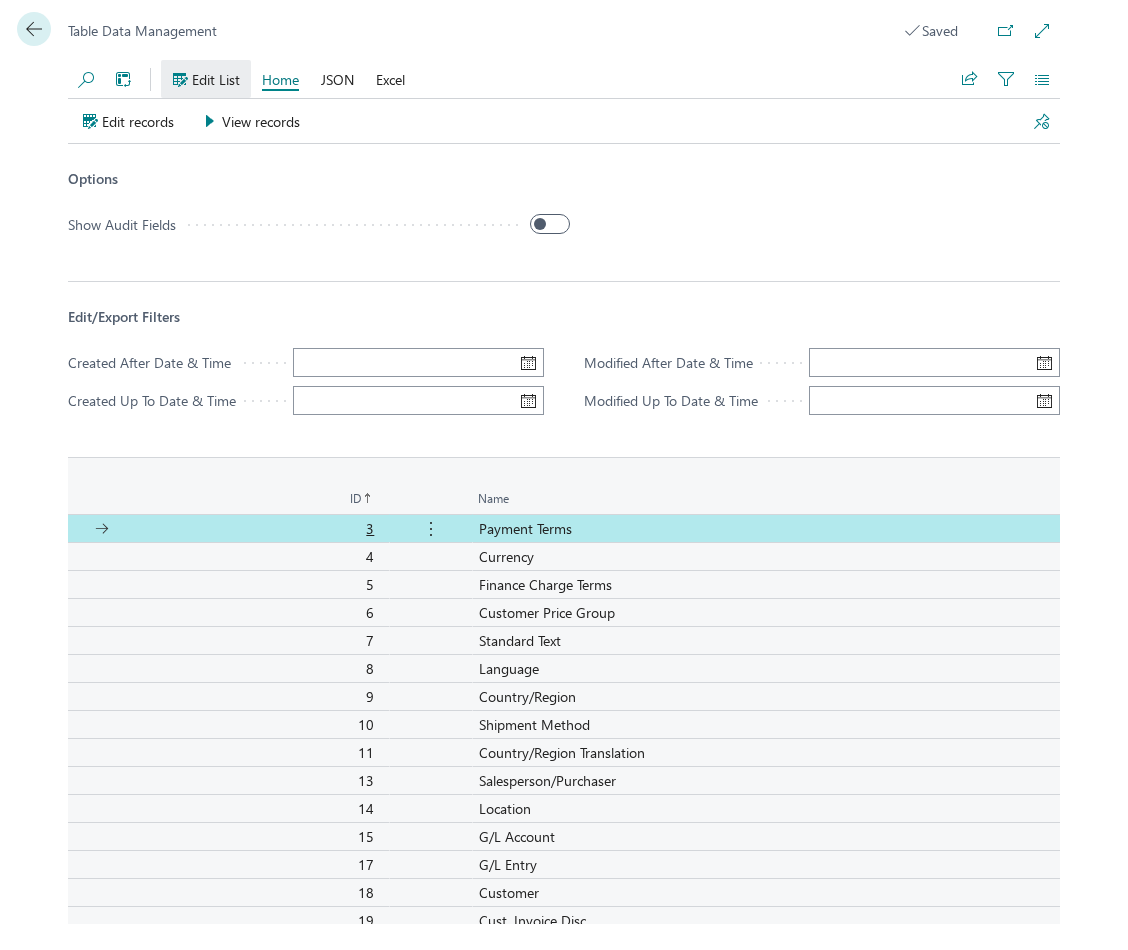 Table Data Management
Saved
Edit List Home JSON Excel
Edit records View records
Options
Show Audit Fields
Edit/Export Filters
Created After Date & Time Modified After Date & Time
Created Up To Date & Time Modified Up To Date & Time
ID↑ Name
3 Payment Terms
4 Currency
5 Finance Charge Terms
6 Customer Price Group
7 Standard Text
8 Language
9 Country/Region
10 Shipment Method
11 Country/Region Translation
13 Salesperson/Purchaser
14 Location
15 G/L Account
17 G/L Entry
18 Customer
19 Cust. Invoice Disc.